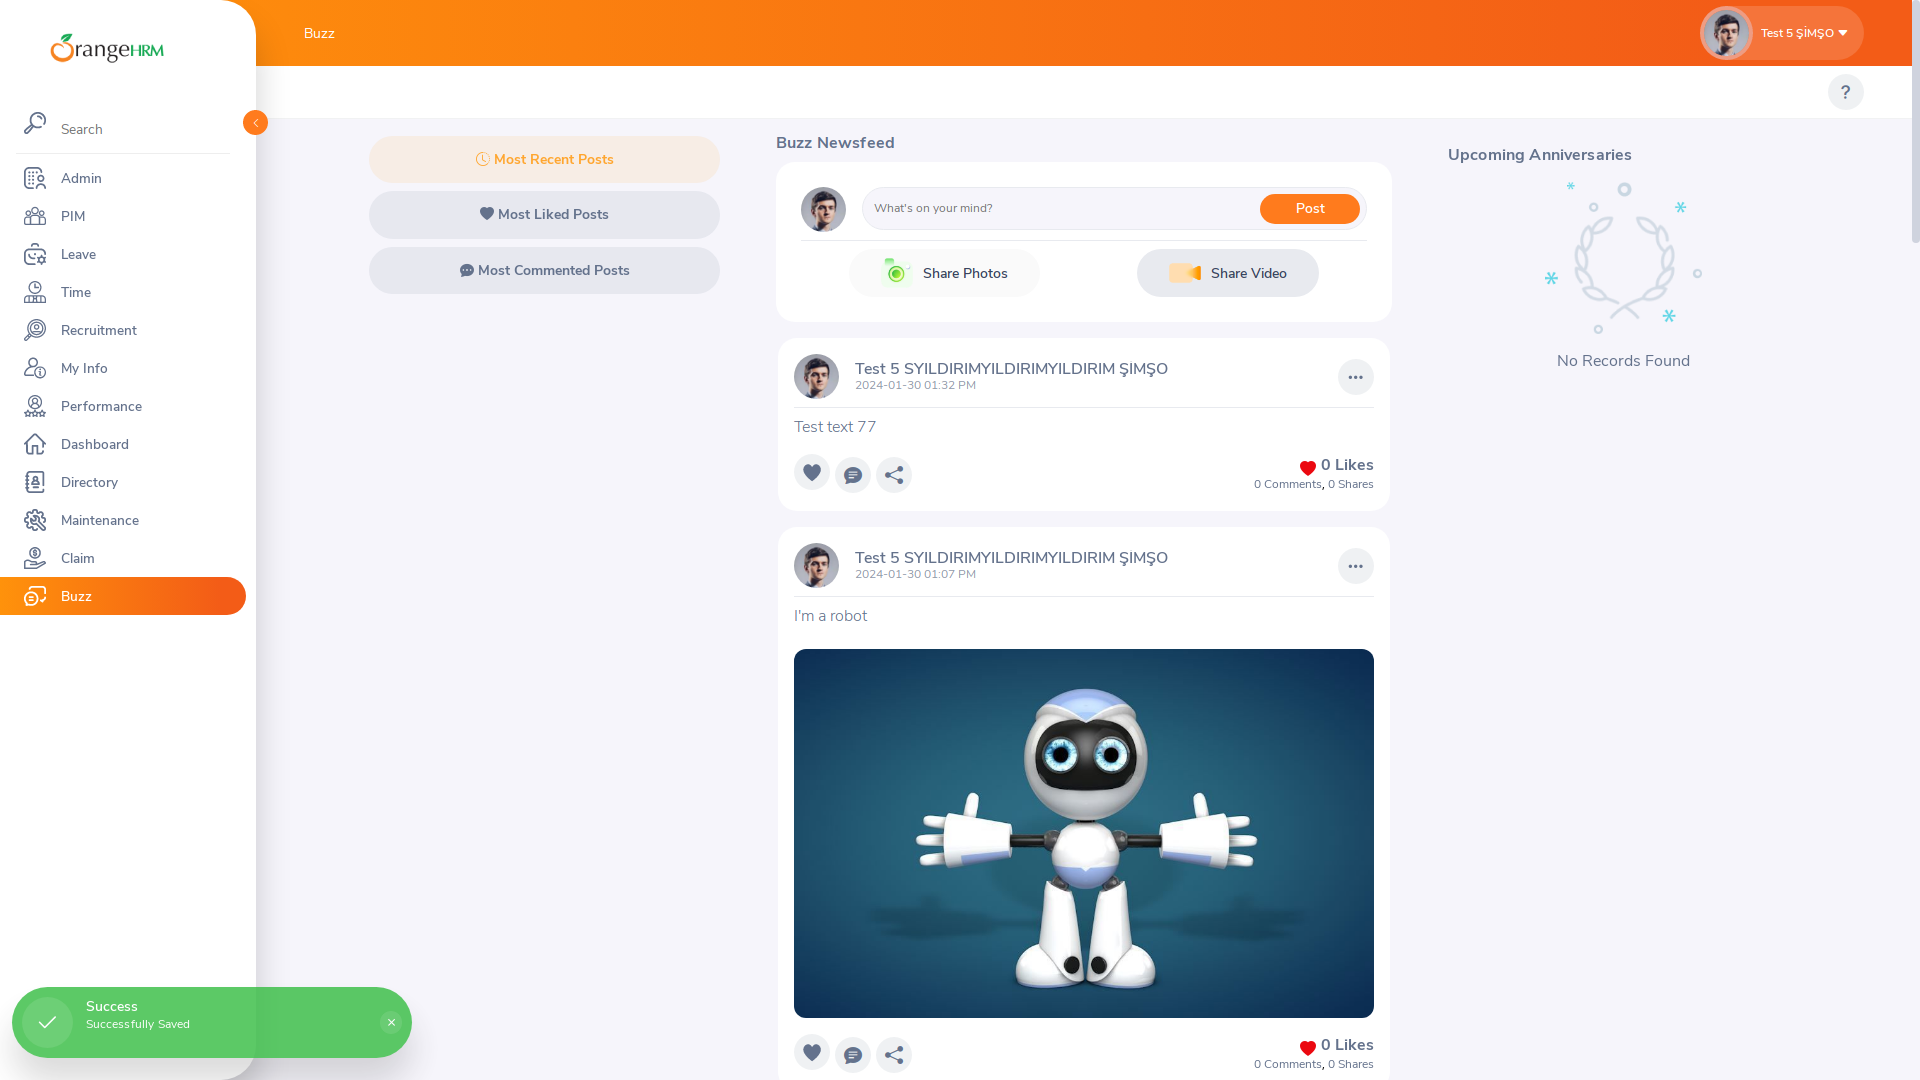 OrangeHRM
Search
Admin
PIM
Leave
Time
Recruitment
My Info
Performance
Dashboard
Directory
Maintenance
Claim
Buzz
Buzz
Test 5 ŞİMŞO
?
Most Recent Posts
Most Liked Posts
Most Commented Posts
Buzz Newsfeed
What's on your mind?
Post
Share Photos
Share Video
Test 5 SYILDIRIMYILDIRIMYILDIRIM ŞİMŞO
2024-01-30 01:32 PM
Test text 77
0 Likes
0 Comments, 0 Shares
Test 5 SYILDIRIMYILDIRIMYILDIRIM ŞİMŞO
2024-01-30 01:07 PM
I'm a robot
0 Likes
0 Comments, 0 Shares
Upcoming Anniversaries
No Records Found
Success
Successfully Saved